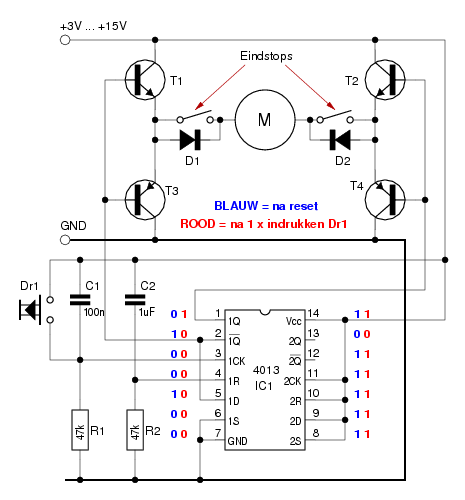 +3V ... +15V
Eindstops
T1
T2
M
D1
D2
T3
T4
BLAUW = na reset
ROOD = na 1 x indrukken Dr1
GND
Dr1
C1
C2
100n
1uF
0 1 1 1Q Vcc 14 1 1
1 0 2 1Q 2Q 13 0 0
0 0 3 1CK 2Q 12 1 1
0 0 4 1R 2CK 11 1 1
4013
IC1
1 0 5 1D 2R 10 1 1
0 0 6 1S 2D 9 1 1
0 0 7 GND 2S 8 1 1
47k
R1
47k
R2